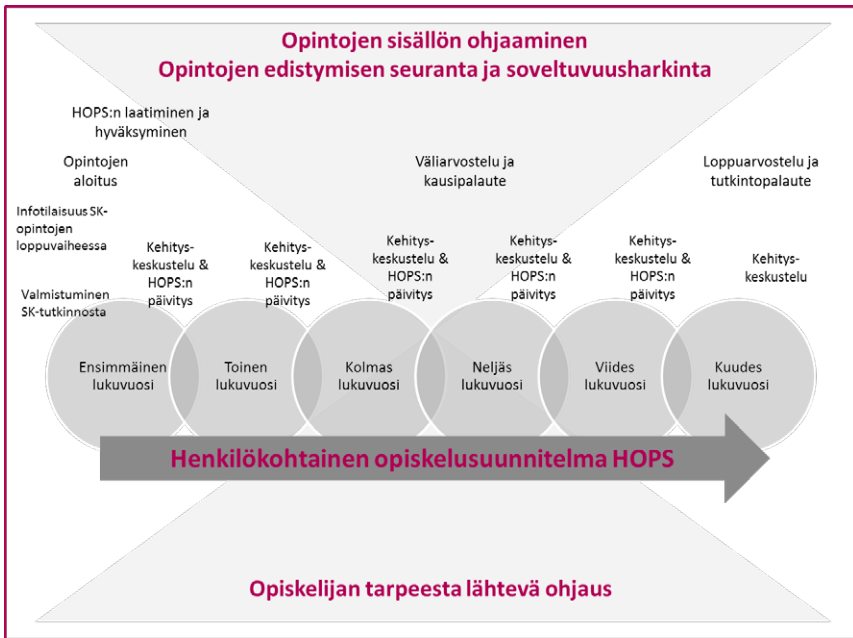 Opintojen sisällön ohjaaminen
Opintojen edistymisen seuranta ja soveltuvuusharkinta
HOPS:n laatiminen ja
hyväksyminen
Opintojen
aloitus
Väliarvostelu ja
kausipalaute
Loppuarvostelu ja
tutkintopalaute
Infotilaisuus SK-
opintojen
loppuvaiheessa
Valmistuminen
SK-tutkinnosta
Kehitys-
keskustelu &
HOPS:n
päivitys
Kehitys-
keskustelu &
HOPS:n
päivitys
Kehitys-
keskustelu &
HOPS:n
päivitys
Kehitys-
keskustelu &
HOPS:n
päivitys
Kehitys-
keskustelu &
HOPS:n
päivitys
Kehitys-
keskustelu
Ensimmäinen
lukuvuosi
Toinen
lukuvuosi
Kolmas
lukuvuosi
Neljäs
lukuvuosi
Viides
lukuvuosi
Kuudes
lukuvuosi
Henkilökohtainen opiskelusuunnitelma HOPS
Opiskelijan tarpeesta lähtevä ohjaus